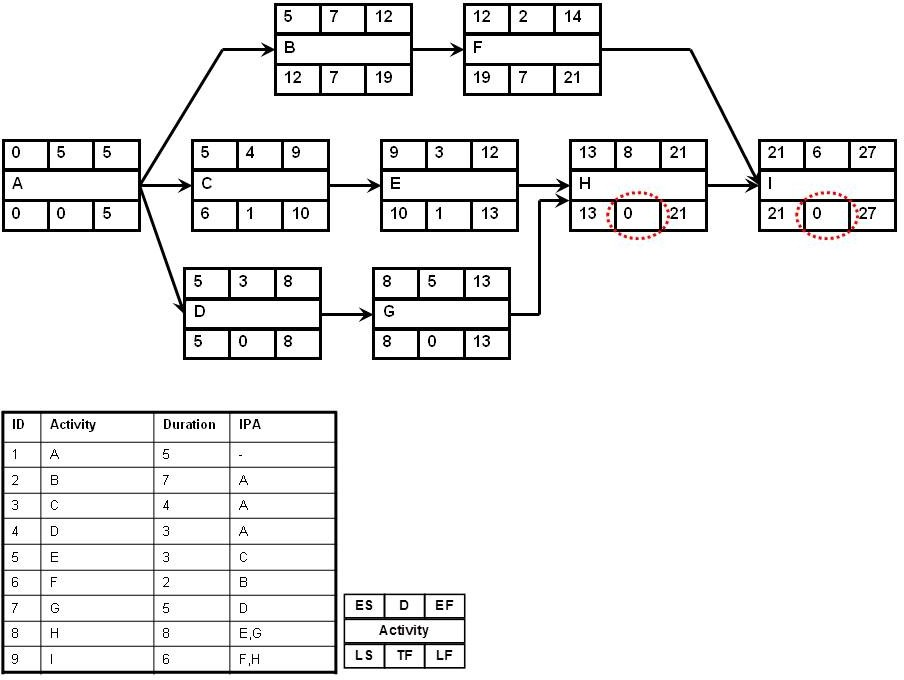 5 7 12
B
12 7 19
12 2 14
F
19 7 21
0 5 5
A
0 0 5
5 4 9
C
6 1 10
9 3 12
E
10 1 13
13 8 21
H
13 0 21
21 6 27
I
21 0 27
5 3 8
D
5 0 8
8 5 13
G
8 0 13
ID Activity Duration IPA
1 A 5 -
2 B 7 A
3 C 4 A
4 D 3 A
5 E 3 C
6 F 2 B
7 G 5 D
8 H 8 E,G
9 I 6 F,H
ES D EF
Activity
LS TF LF